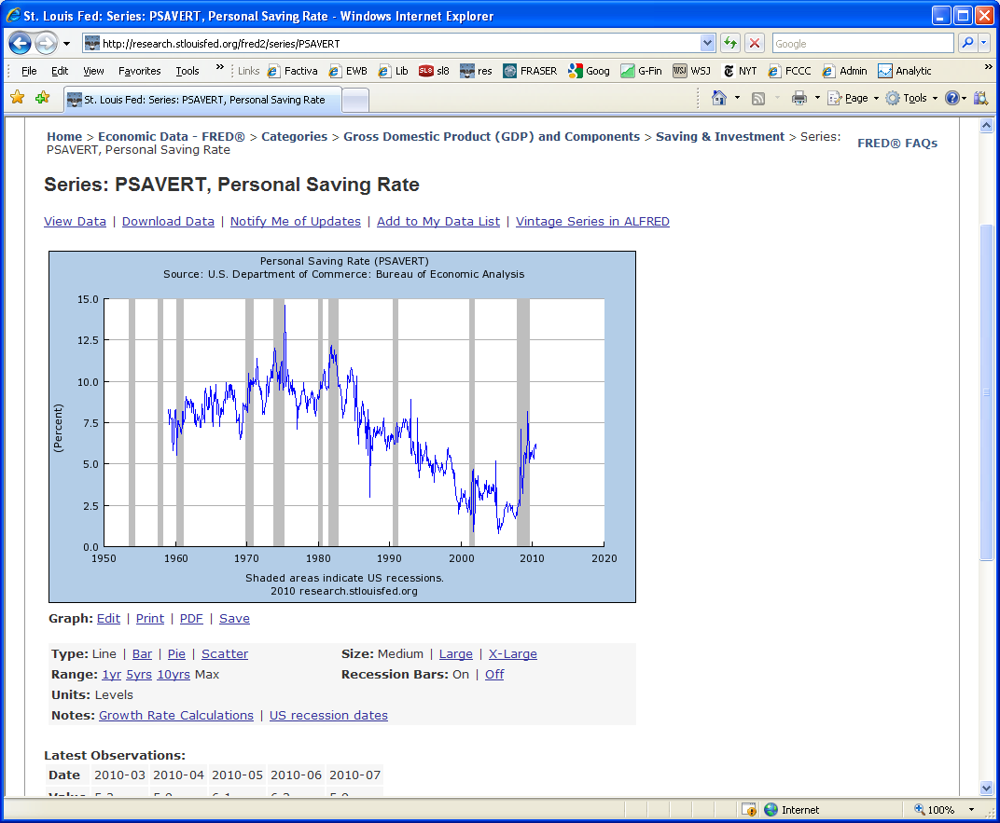 St. Louis Fed: Series: PSAVERT, Personal Saving Rate - Windows Internet Explorer
http://research.stlouisfed.org/fred2/series/PSAVERT
Google
File Edit View Favorites Tools » Links Factiva EWB Lib SL8 sl8 res FRASER Goog G-Fin WSJ WSJ NYT FCCC Admin Analytic »
St. Louis Fed: Series: PSAVERT, Personal Saving Rate
Page Tools
Home > Economic Data - FRED® > Categories > Gross Domestic Product (GDP) and Components > Saving & Investment > Series:
PSAVERT, Personal Saving Rate
FRED® FAQs
Series: PSAVERT, Personal Saving Rate
View Data | Download Data | Notify Me of Updates | Add to My Data List | Vintage Series in ALFRED
Personal Saving Rate (PSAVERT)
Source: U.S. Department of Commerce: Bureau of Economic Analysis
15.0
12.5
10.0
7.5
5.0
2.5
0.0
(Percent)
1950 1960 1970 1980 1990 2000 2010 2020
Shaded areas indicate US recessions.
2010 research.stlouisfed.org
Graph: Edit | Print | PDF | Save
Type: Line | Bar | Pie | Scatter
Size: Medium | Large | X-Large
Range: 1yr 5yrs 10yrs Max
Recession Bars: On | Off
Units: Levels
Notes: Growth Rate Calculations | US recession dates
Latest Observations:
Date 2010-03 2010-04 2010-05 2010-06 2010-07
Internet
100%